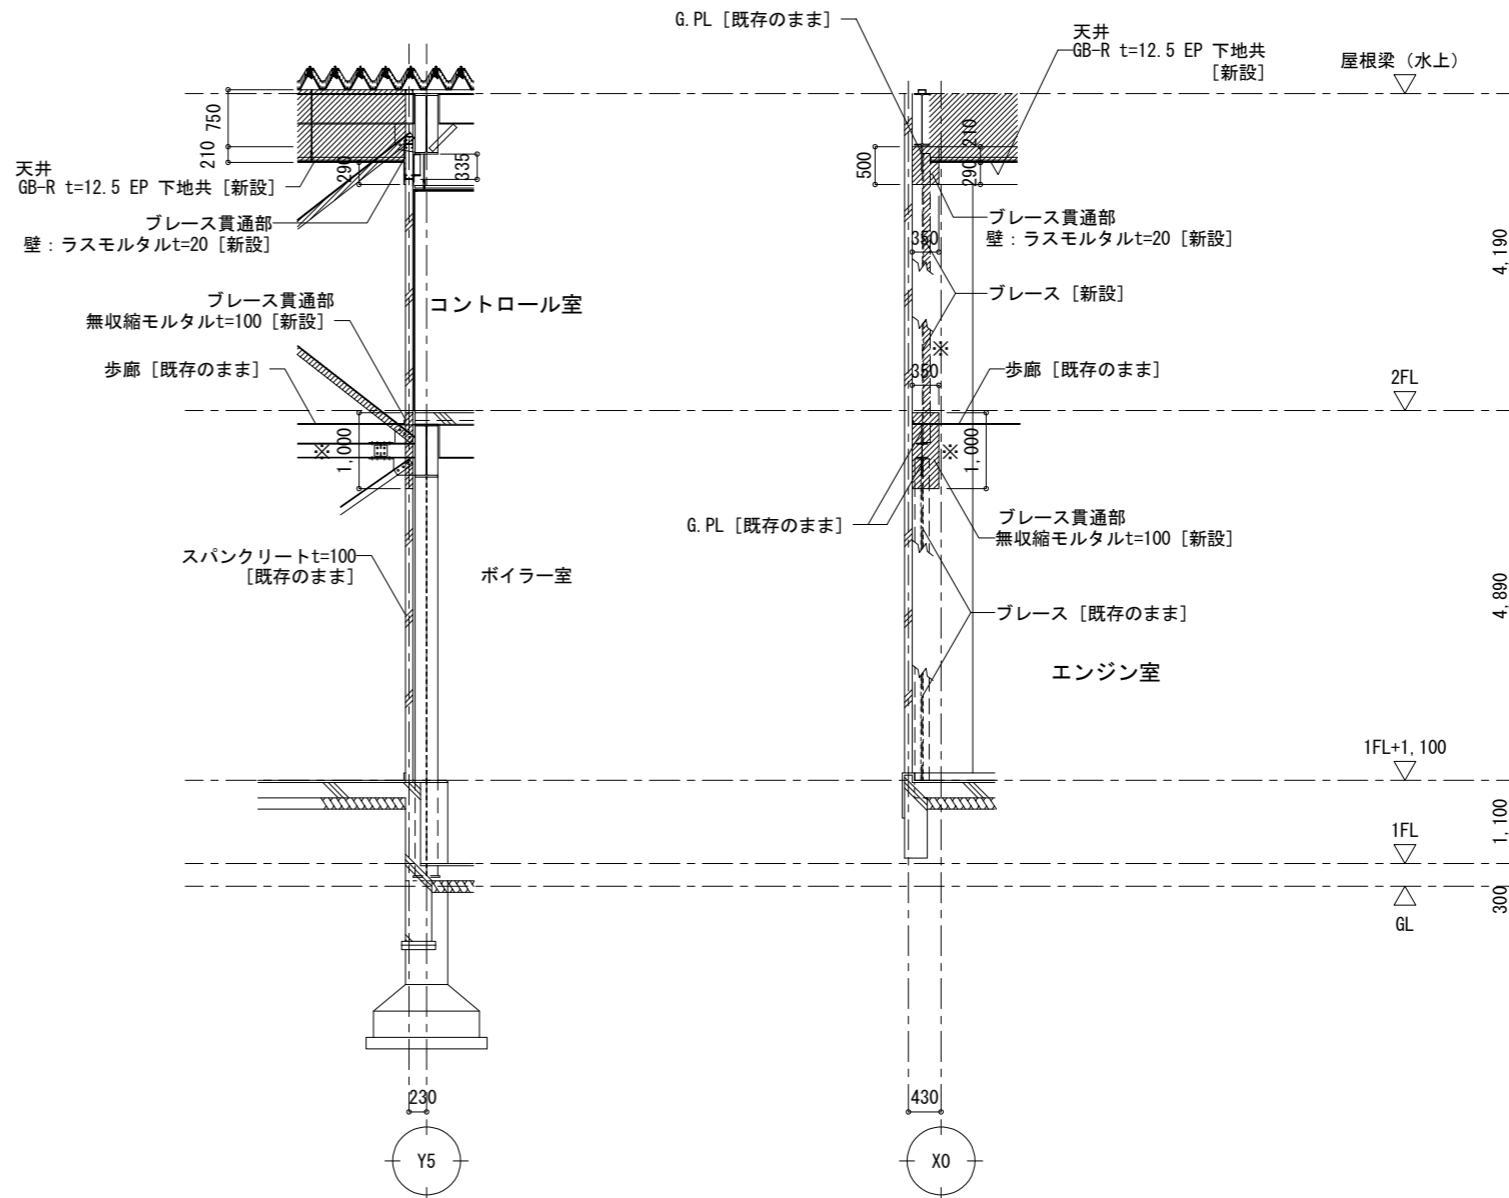 G.PL [既存のまま]
天井
GB-R t=12.5 EP 下地共
[新設]
屋根梁（水上）
750
210
290
335
天井
GB-R t=12.5 EP 下地共 [新設]
ブレース貫通部
壁：ラスモルタルt=20 [新設]
500
210
290
350
ブレース貫通部
壁：ラスモルタルt=20 [新設]
4,190
ブレース貫通部
無収縮モルタルt=100 [新設]
コントロール室
ブレース [新設]
歩廊 [既存のまま]
※
350
歩廊 [既存のまま]
2FL
※
1,000
※
1,000
G.PL [既存のまま]
ブレース貫通部
無収縮モルタルt=100 [新設]
スパンクリートt=100
[既存のまま]
ボイラー室
ブレース [既存のまま]
4,890
エンジン室
1FL+1,100
1,100
1FL
300
GL
230
430
Y5
X0